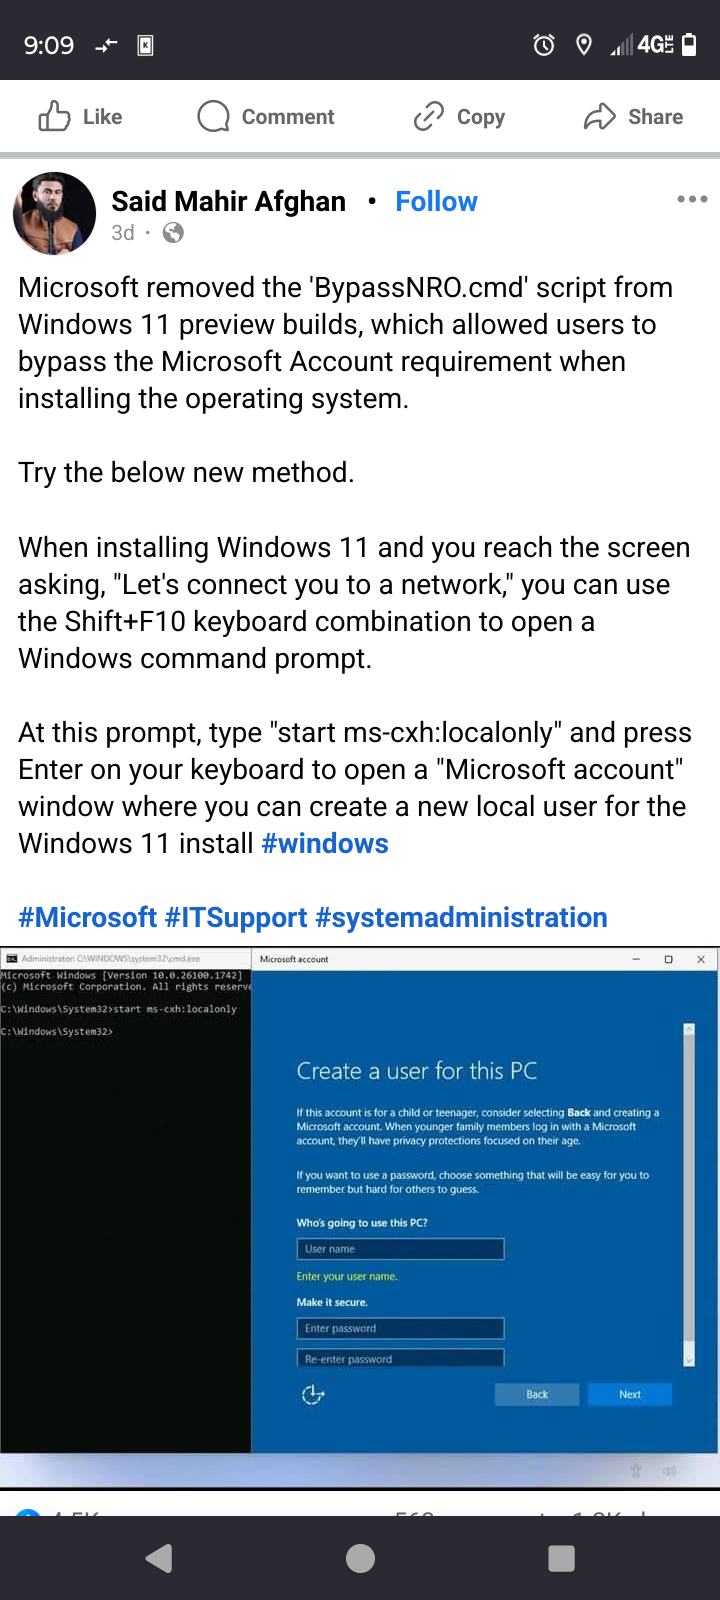 9:09 4G LTE
Like Comment Copy Share
Said Mahir Afghan • Follow
3d ·
Microsoft removed the 'BypassNRO.cmd' script from
Windows 11 preview builds, which allowed users to
bypass the Microsoft Account requirement when
installing the operating system.
Try the below new method.
When installing Windows 11 and you reach the screen
asking, "Let's connect you to a network," you can use
the Shift+F10 keyboard combination to open a
Windows command prompt.
At this prompt, type "start ms-cxh:localonly" and press
Enter on your keyboard to open a "Microsoft account"
window where you can create a new local user for the
Windows 11 install #windows
#Microsoft #ITSupport #systemadministration
Administrator: C:\WINDOWS\system32\cmd.exe
Microsoft Windows [Version 10.0.26100.1742]
(c) Microsoft Corporation. All rights reserve
C:\Windows\System32>start ms-cxh:localonly
C:\Windows\System32>
Microsoft account
Create a user for this PC
If this account is for a child or teenager, consider selecting Back and creating a
Microsoft account. When younger family members log in with a Microsoft
account, they'll have privacy protections focused on their age.
If you want to use a password, choose something that will be easy for you to
remember but hard for others to guess.
Who's going to use this PC?
User name
Enter your user name.
Make it secure.
Enter password
Re-enter password
Back Next